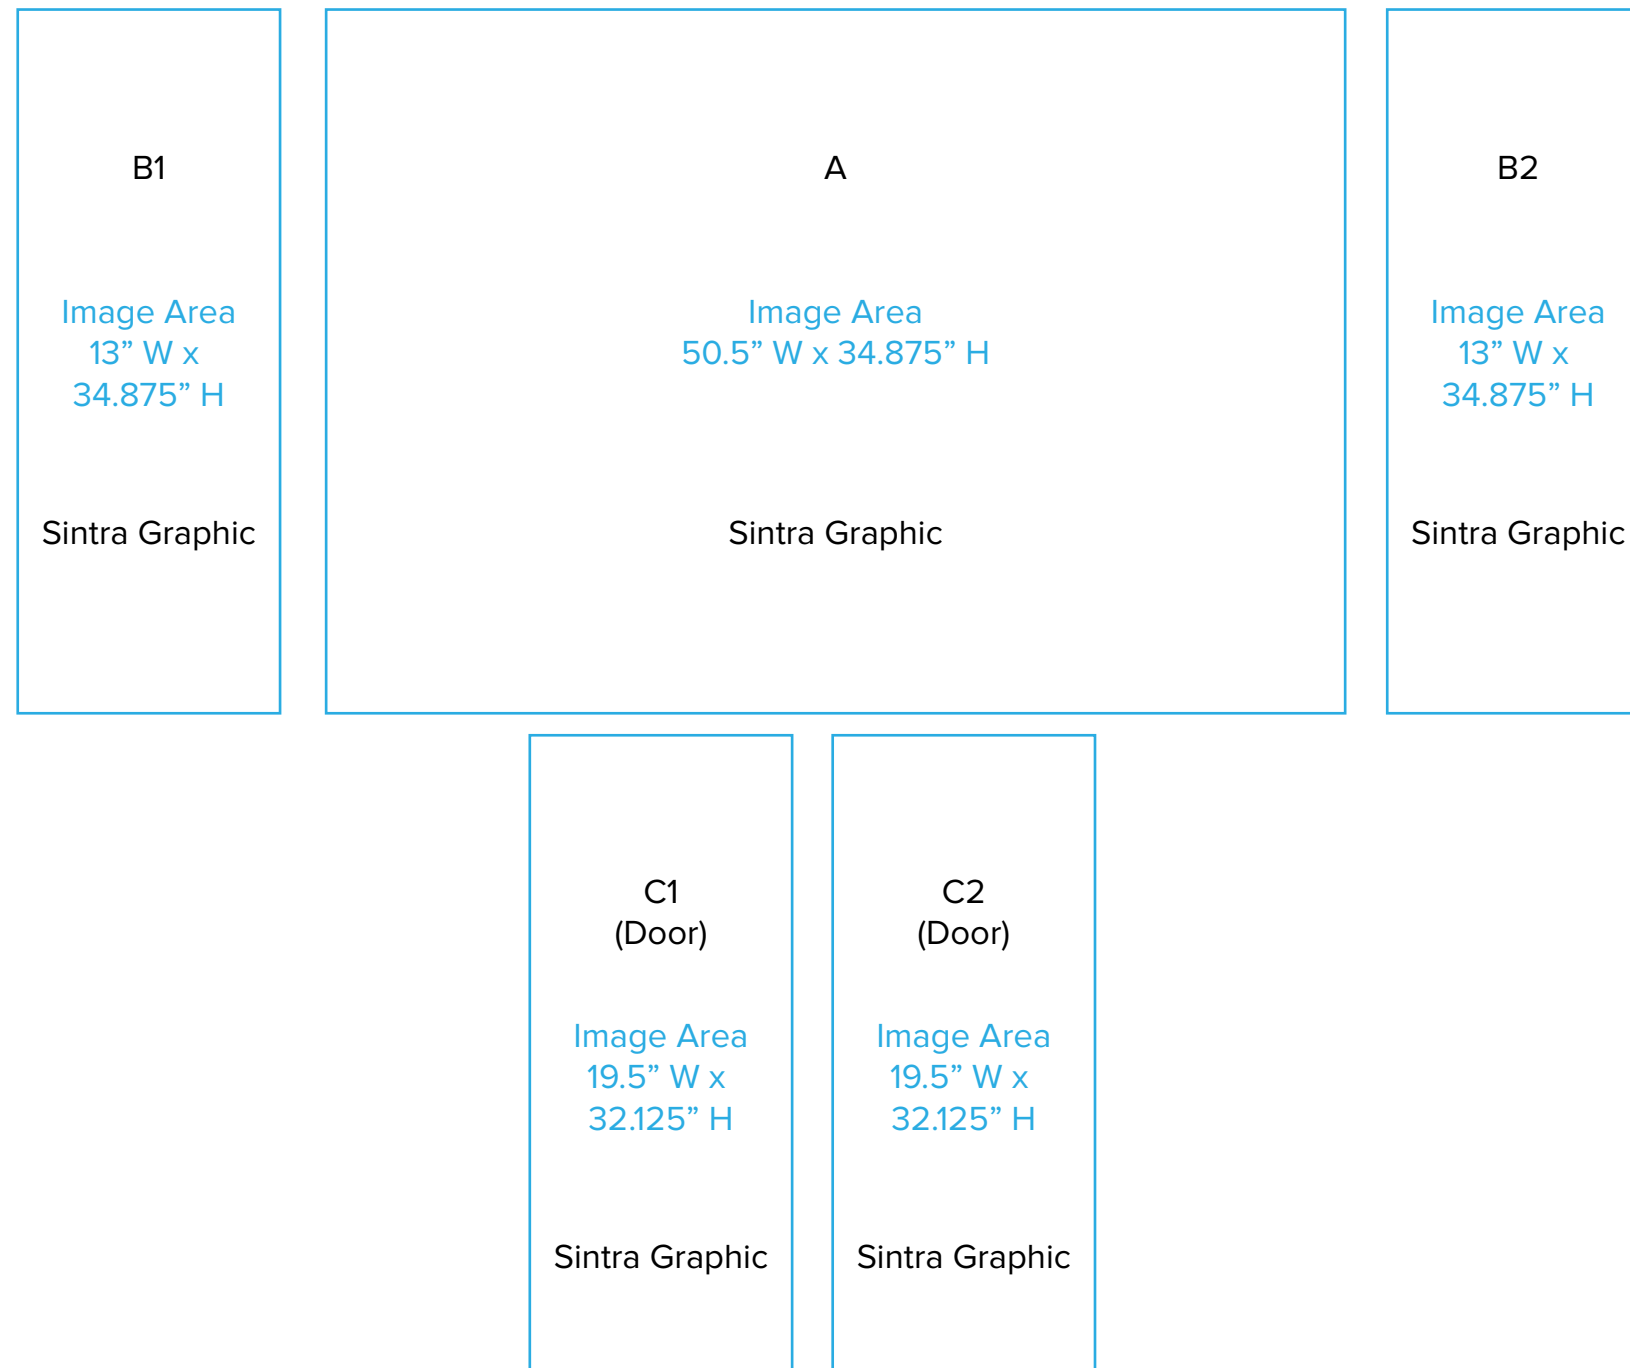 B1
Image Area
13” W x
34.875” H
Sintra Graphic
A
Image Area
50.5” W x 34.875” H
Sintra Graphic
B2
Image Area
13” W x
34.875” H
Sintra Graphic
C1
(Door)
Image Area
19.5” W x
32.125” H
Sintra Graphic
C2
(Door)
Image Area
19.5” W x
32.125” H
Sintra Graphic